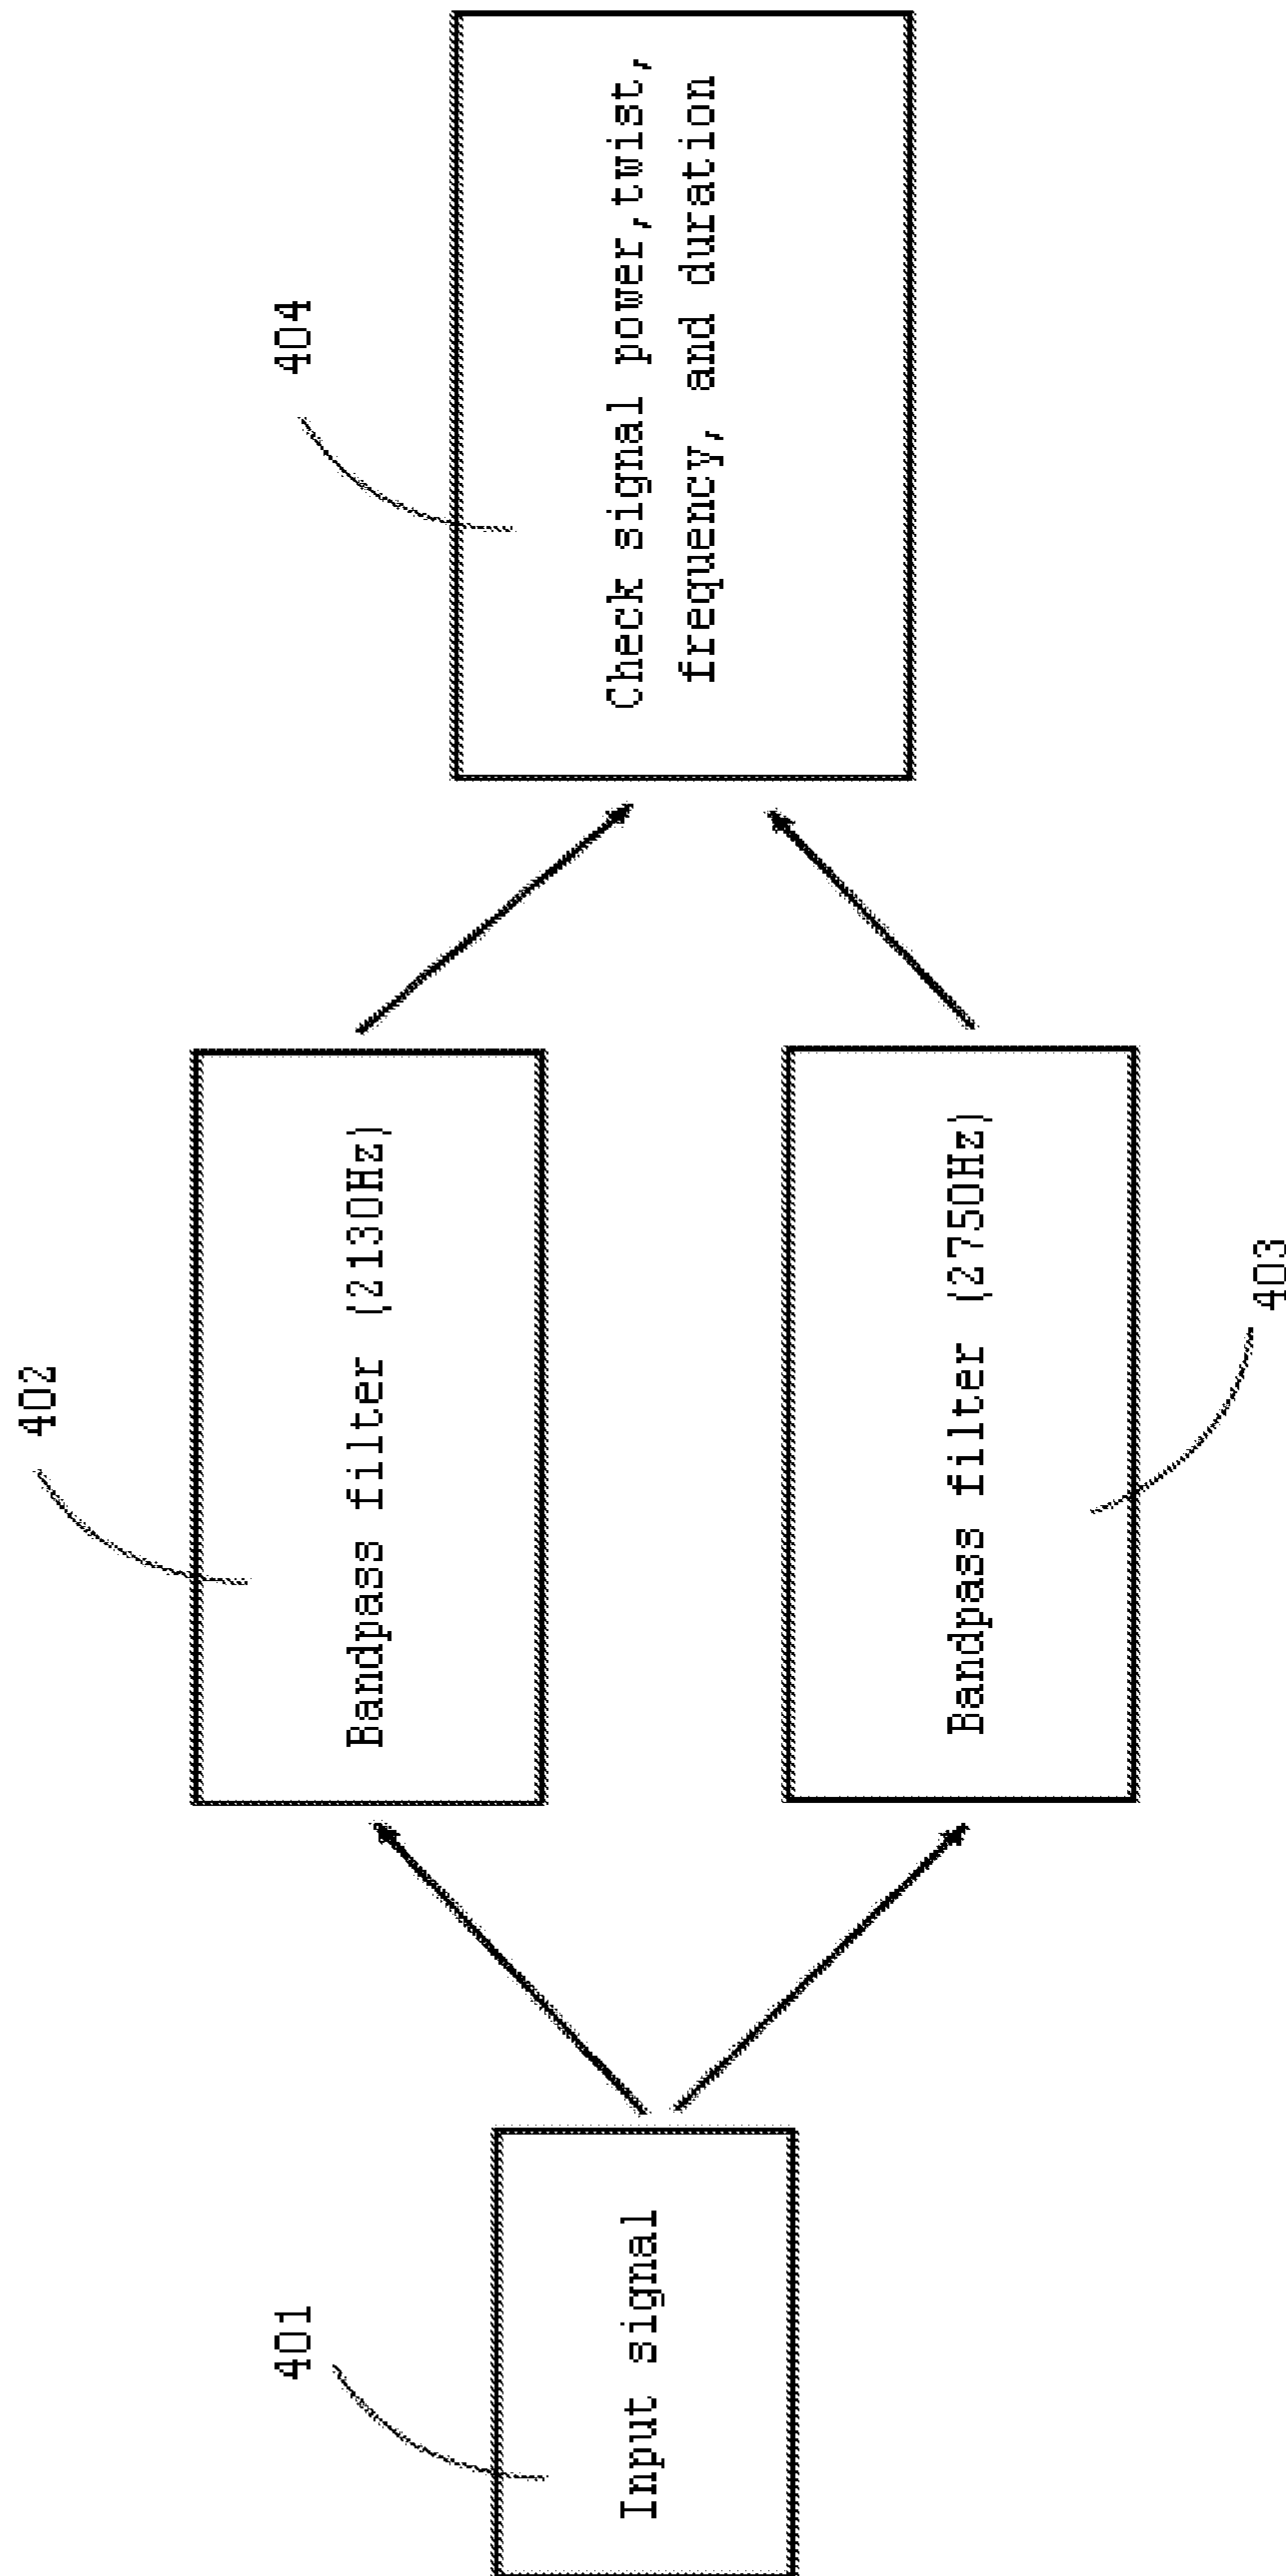 401
Input signal
402
Bandpass filter (2130Hz)
Bandpass filter (2750Hz)
403
404
Check signal power,twist,
frequency, and duration